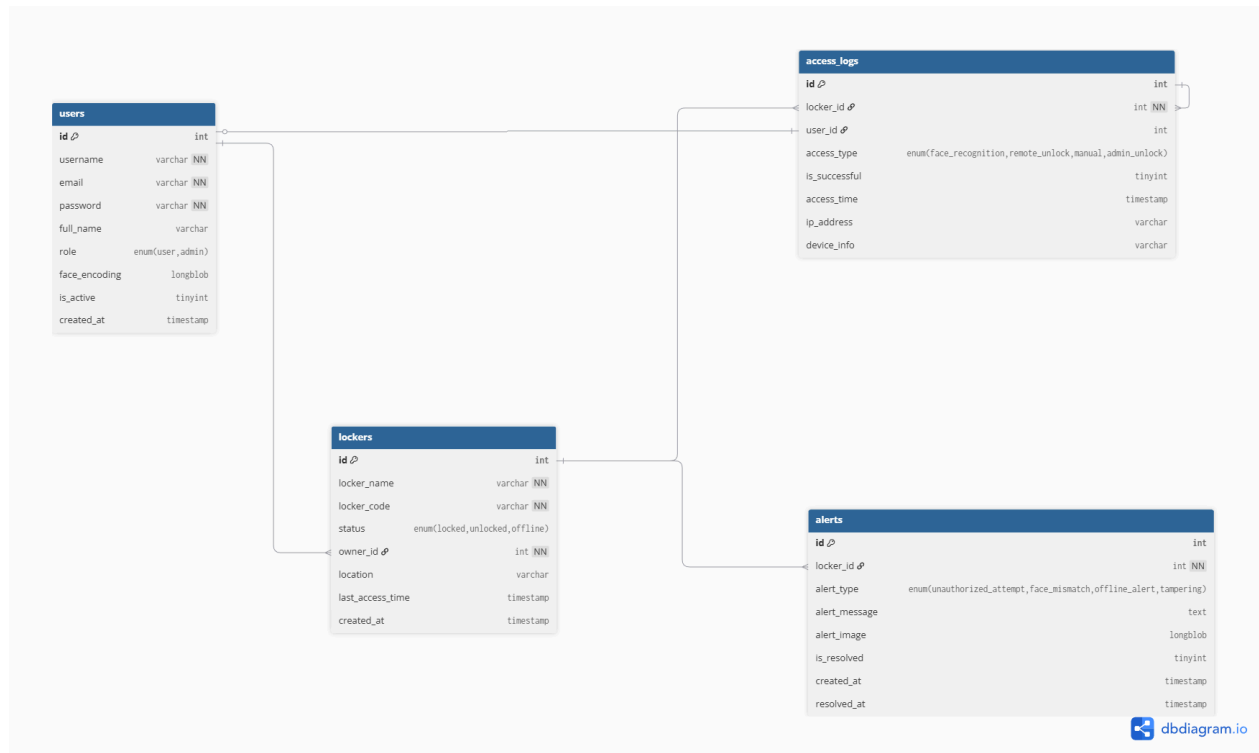 users
id int
username varchar NN
email varchar NN
password varchar NN
full_name varchar
role enum(user,admin)
face_encoding longblob
is_active tinyint
created_at timestamp
access_logs
id int
locker_id int NN
user_id int
access_type enum(face_recognition,remote_unlock,manual,admin_unlock)
is_successful tinyint
access_time timestamp
ip_address varchar
device_info varchar
lockers
id int
locker_name varchar NN
locker_code varchar NN
status enum(locked,unlocked,offline)
owner_id int NN
location varchar
last_access_time timestamp
created_at timestamp
alerts
id int
locker_id int NN
alert_type enum(unauthorized_attempt,face_mismatch,offline_alert,tampering)
alert_message text
alert_image longblob
is_resolved tinyint
created_at timestamp
resolved_at timestamp
dbdiagram.io